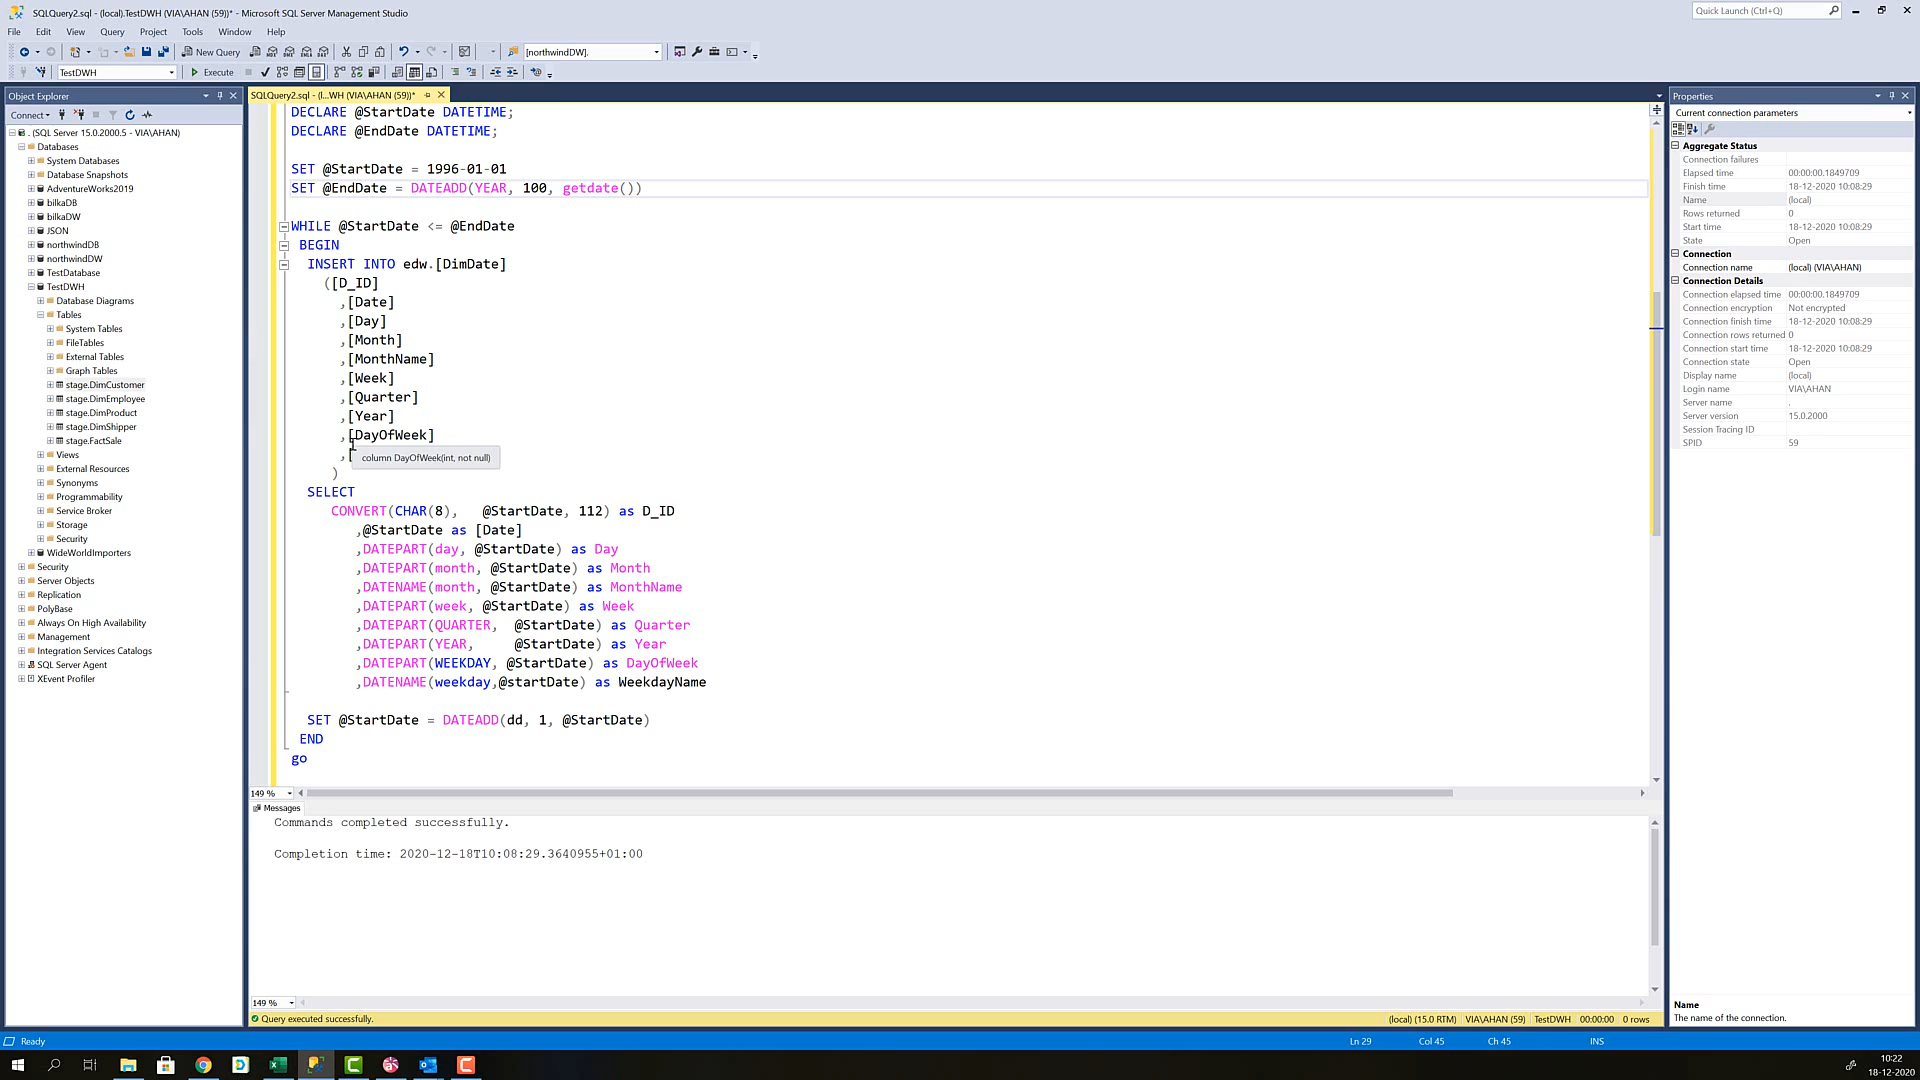 SQLQuery2.sql - (local).TestDWH (VIA\AHAN (59))* - Microsoft SQL Server Management Studio
Quick Launch (Ctrl+Q)
File Edit View Query Project Tools Window Help
New Query
[northwindDW].
TestDWH
Execute
Object Explorer
Connect
. (SQL Server 15.0.2000.5 - VIA\AHAN)
Databases
System Databases
Database Snapshots
AdventureWorks2019
bilkaDB
bilkaDW
JSON
northwindDB
northwindDW
TestDatabase
TestDWH
Database Diagrams
Tables
System Tables
FileTables
External Tables
Graph Tables
stage.DimCustomer
stage.DimEmployee
stage.DimProduct
stage.DimShipper
stage.FactSale
Views
External Resources
Synonyms
Programmability
Service Broker
Storage
Security
WideWorldImporters
Security
Server Objects
Replication
PolyBase
Always On High Availability
Management
Integration Services Catalogs
SQL Server Agent
XEvent Profiler
SQLQuery2.sql - (l...WH (VIA\AHAN (59))*
DECLARE @StartDate DATETIME;
DECLARE @EndDate DATETIME;
SET @StartDate = 1996-01-01
SET @EndDate = DATEADD(YEAR, 100, getdate())
WHILE @StartDate <= @EndDate
BEGIN
INSERT INTO edw.[DimDate]
([D_ID]
,[Date]
,[Day]
,[Month]
,[MonthName]
,[Week]
,[Quarter]
,[Year]
,[DayOfWeek]
,[
column DayOfWeek(int, not null)
)
SELECT
CONVERT(CHAR(8), @StartDate, 112) as D_ID
,@StartDate as [Date]
,DATEPART(day, @StartDate) as Day
,DATEPART(month, @StartDate) as Month
,DATENAME(month, @StartDate) as MonthName
,DATEPART(week, @StartDate) as Week
,DATEPART(QUARTER, @StartDate) as Quarter
,DATEPART(YEAR, @StartDate) as Year
,DATEPART(WEEKDAY, @StartDate) as DayOfWeek
,DATENAME(weekday,@startDate) as WeekdayName
SET @StartDate = DATEADD(dd, 1, @StartDate)
END
go
149 %
Messages
Commands completed successfully.
Completion time: 2020-12-18T10:08:29.3640955+01:00
149 %
Query executed successfully.
(local) (15.0 RTM) VIA\AHAN (59) TestDWH 00:00:00 0 rows
Properties
Current connection parameters
Aggregate Status
Connection failures
Elapsed time 00:00:00.1849709
Finish time 18-12-2020 10:08:29
Name (local)
Rows returned 0
Start time 18-12-2020 10:08:29
State Open
Connection
Connection name (local) (VIA\AHAN)
Connection Details
Connection elapsed time 00:00:00.1849709
Connection encryption Not encrypted
Connection finish time 18-12-2020 10:08:29
Connection rows returned 0
Connection start time 18-12-2020 10:08:29
Connection state Open
Display name (local)
Login name VIA\AHAN
Server name .
Server version 15.0.2000
Session Tracing ID
SPID 59
Name
The name of the connection.
Ready
Ln 29 Col 45 Ch 45 INS
10:22
18-12-2020